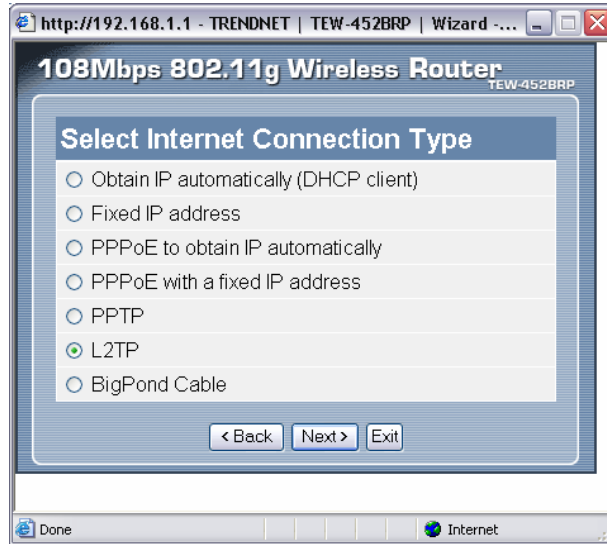 http://192.168.1.1 - TRENDNET | TEW-452BRP | Wizard -...
108Mbps 802.11g Wireless Router
TEW-452BRP
Select Internet Connection Type
Obtain IP automatically (DHCP client)
Fixed IP address
PPPoE to obtain IP automatically
PPPoE with a fixed IP address
PPTP
L2TP
BigPond Cable
< Back Next > Exit
Done Internet